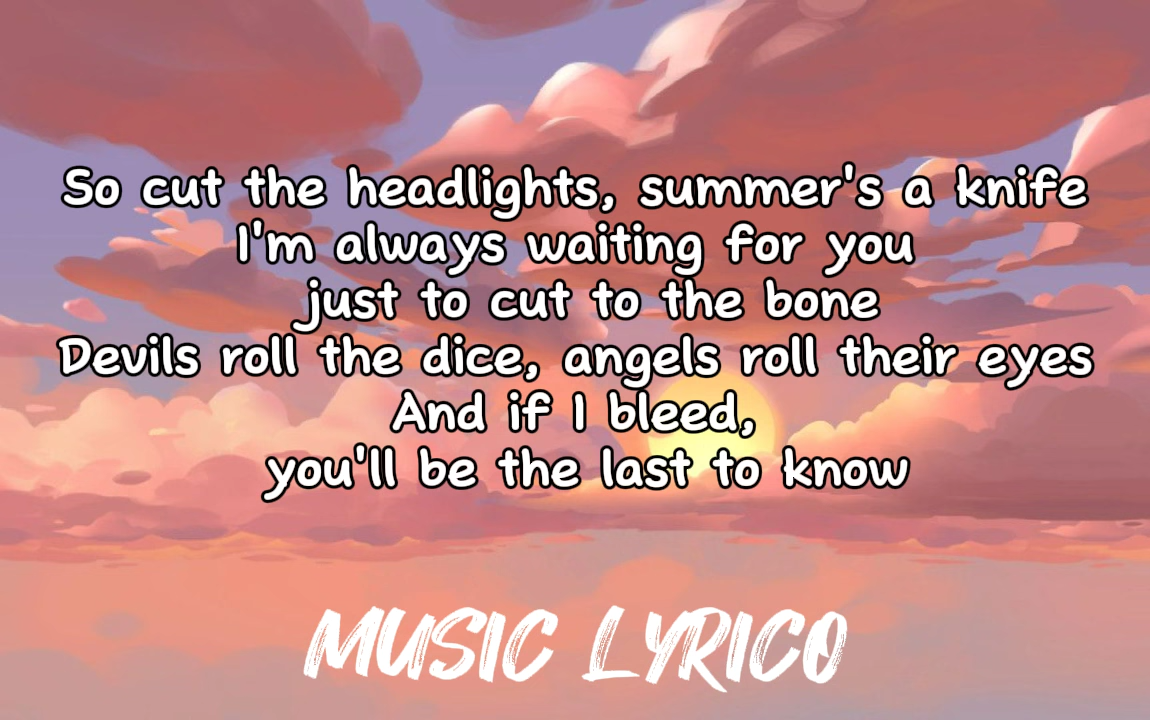 So cut the headlights, summer's a knife
I'm always waiting for you
just to cut to the bone
Devils roll the dice, angels roll their eyes
And if I bleed,
you'll be the last to know
MUSIC LYRICO